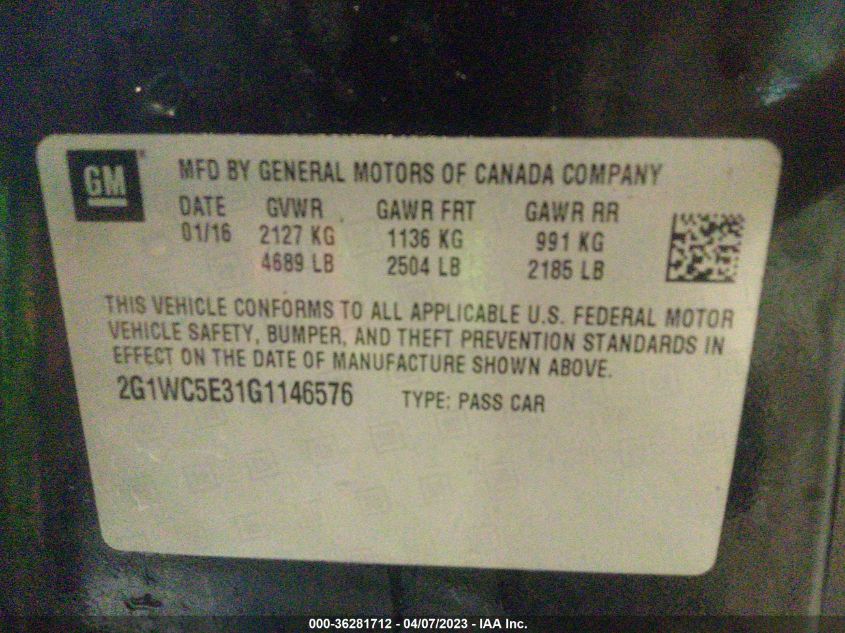 GM
MFD BY GENERAL MOTORS OF CANADA COMPANY
DATE GVWR GAWR FRT GAWR RR
01/16 2127 KG 1136 KG 991 KG
4689 LB 2504 LB 2185 LB
THIS VEHICLE CONFORMS TO ALL APPLICABLE U.S. FEDERAL MOTOR
VEHICLE SAFETY, BUMPER, AND THEFT PREVENTION STANDARDS IN
EFFECT ON THE DATE OF MANUFACTURE SHOWN ABOVE.
2G1WC5E31G1146576 TYPE: PASS CAR
000-36281712 - 04/07/2023 - IAA Inc.